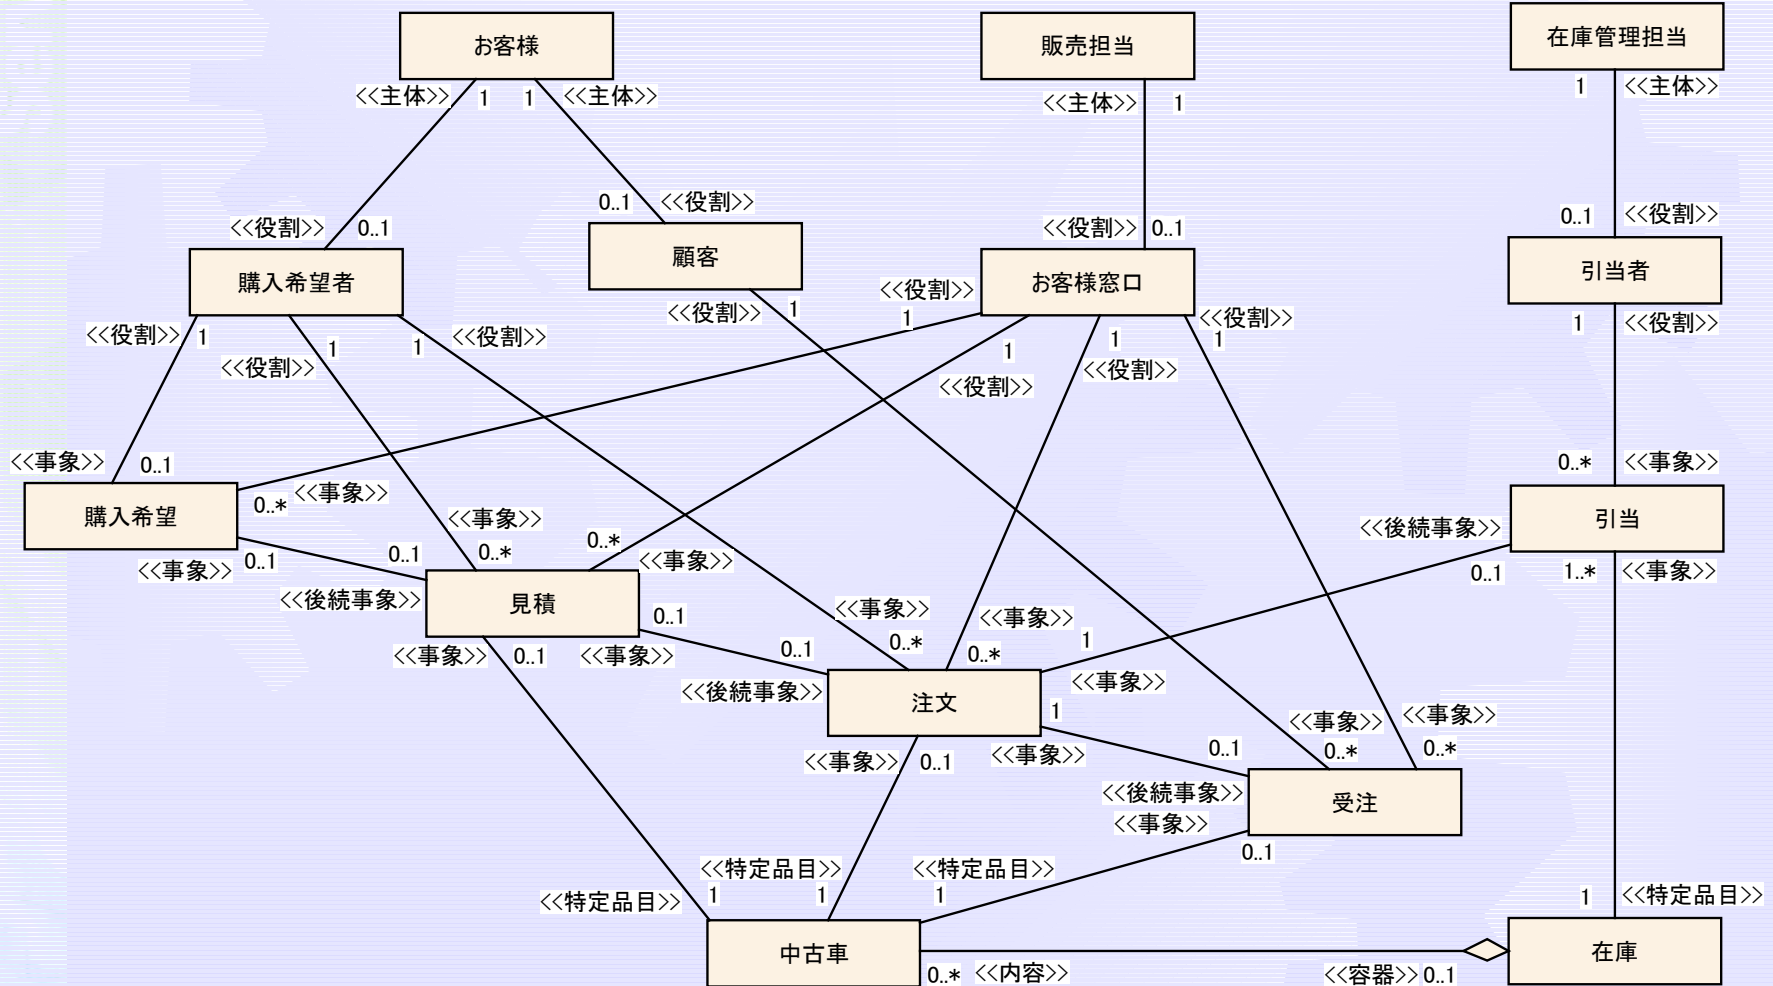 お客様
販売担当
在庫管理担当
<<主体>>
1
1
<<主体>>
<<主体>>
1
1
<<主体>>
0..1
<<役割>>
<<役割>>
0..1
<<役割>>
0..1
0..1
<<役割>>
購入希望者
顧客
お客様窓口
引当者
<<役割>>
1
<<役割>>
1
1
<<役割>>
<<役割>>
1
<<役割>>
1
1
<<役割>>
1
<<役割>>
<<役割>>
1
1
<<役割>>
<<事象>>
0..1
0..*
<<事象>>
<<事象>>
0..*
0..*
<<事象>>
0..*
<<事象>>
購入希望
引当
<<事象>>
0..1
0..1
<<後続事象>>
<<後続事象>>
0..1
1..*
<<事象>>
見積
<<事象>>
0..1
<<事象>>
0..1
0..1
<<後続事象>>
<<事象>>
0..*
<<事象>>
0..*
1
<<事象>>
注文
<<事象>>
0..1
<<事象>>
1
0..1
<<後続事象>>
<<事象>>
0..*
<<事象>>
0..*
受注
<<事象>>
0..1
<<特定品目>>
1
<<特定品目>>
1
<<特定品目>>
1
1
<<特定品目>>
中古車
在庫
0..*
<<内容>>
<<容器>>
0..1